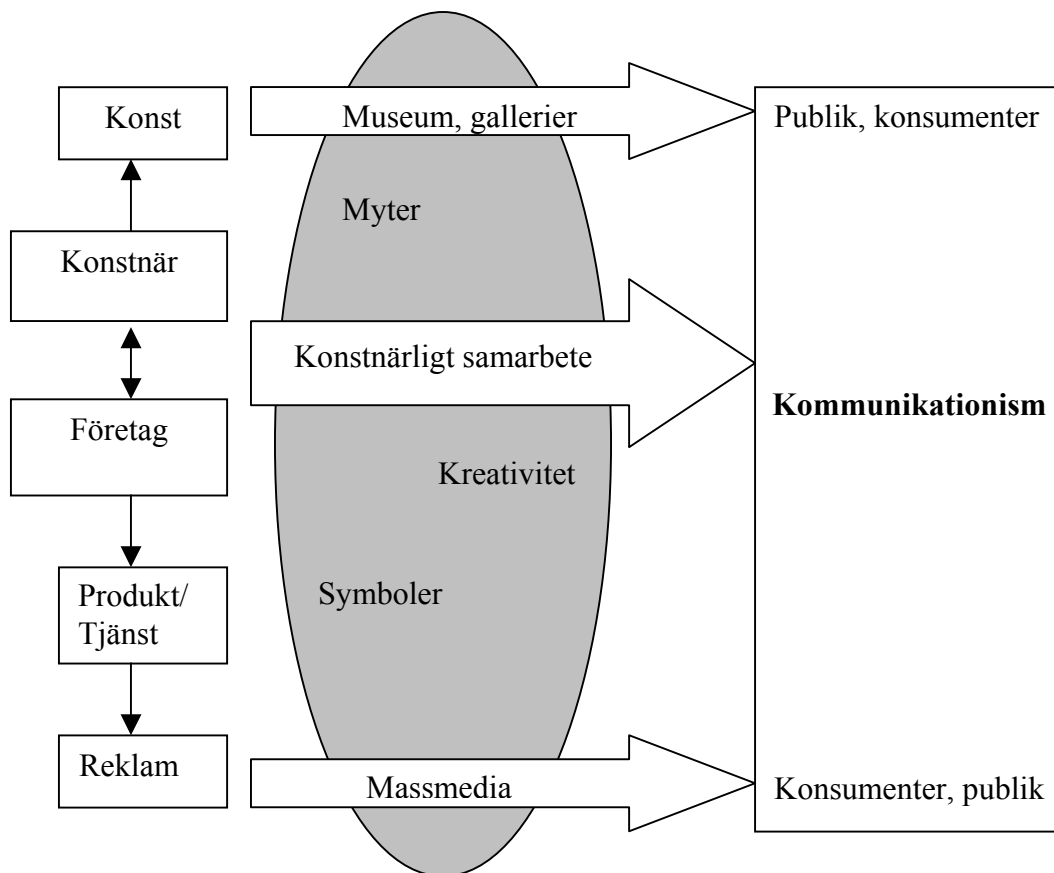 Konst
Museum, gallerier
Publik, konsumenter
Myter
Konstnär
Konstnärligt samarbete
Kommunikationism
Företag
Kreativitet
Symboler
Produkt/
Tjänst
Reklam
Massmedia
Konsumenter, publik